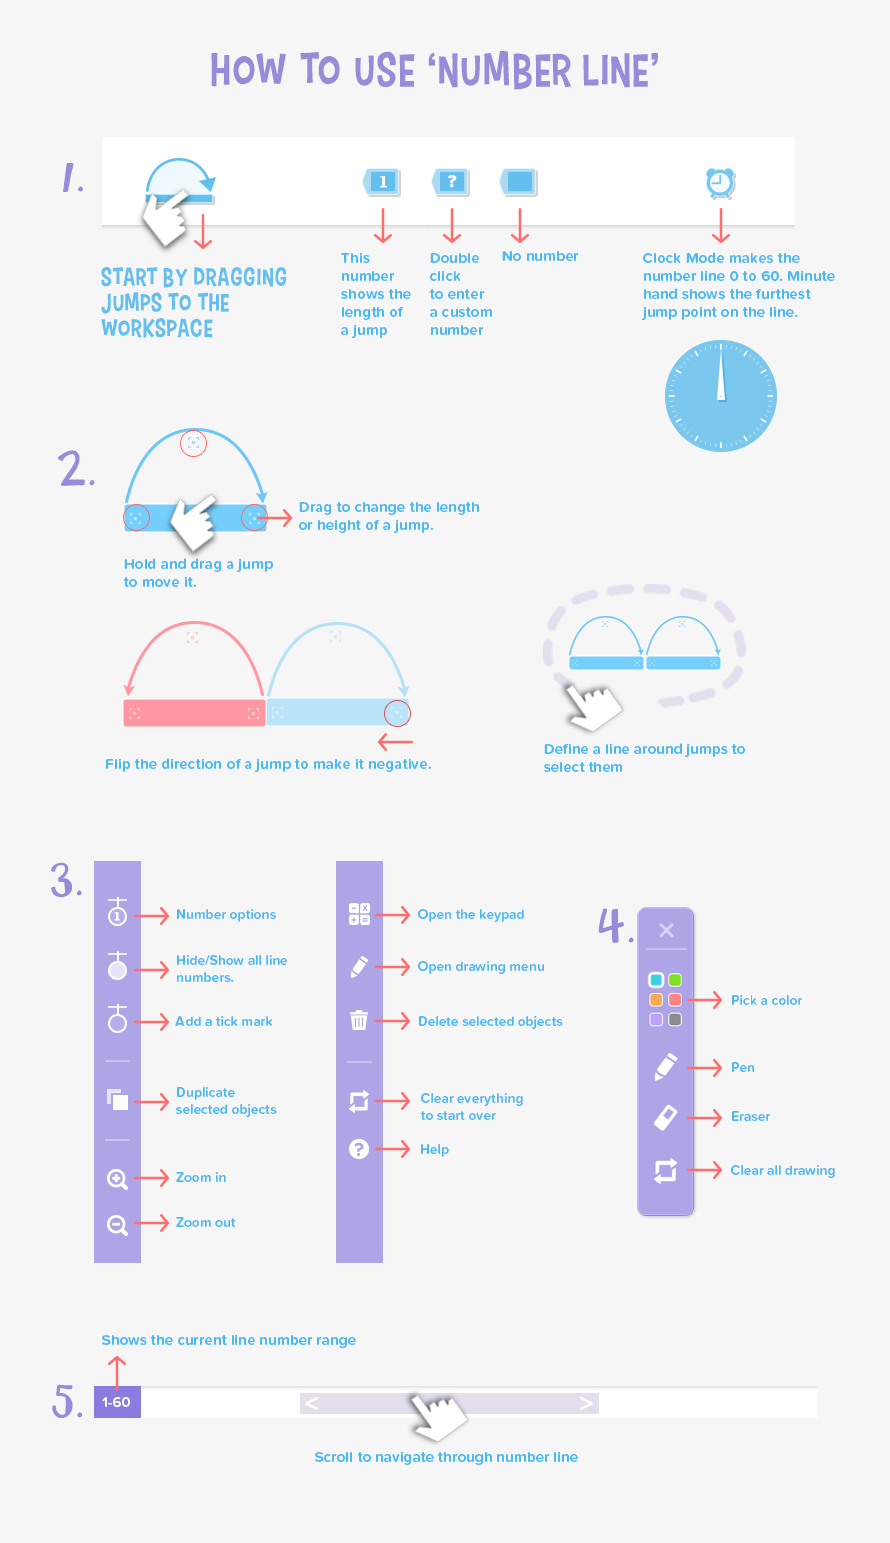 HOW TO USE ‘NUMBER LINE’
1.
1
?
START BY DRAGGING
JUMPS TO THE
WORKSPACE
This
number
shows the
length of
a jump
Double
click
to enter
a custom
number
No number
Clock Mode makes the
number line 0 to 60. Minute
hand shows the furthest
jump point on the line.
2.
Drag to change the length
or height of a jump.
Hold and drag a jump
to move it.
Flip the direction of a jump to make it negative.
Define a line around jumps to
select them
3.
1
Number options
Hide/Show all line
numbers.
Add a tick mark
Duplicate
selected objects
Zoom in
Zoom out
Open the keypad
Open drawing menu
Delete selected objects
Clear everything
to start over
?
Help
4.
Pick a color
Pen
Eraser
Clear all drawing
Shows the current line number range
5.
1-60
< >
Scroll to navigate through number line